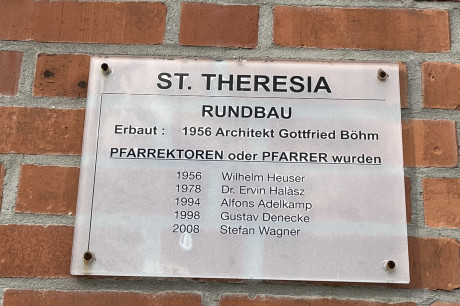 ST. THERESIA
RUNDBAU
Erbaut : 1956 Architekt Gottfried Böhm
PFARREKTOREN oder PFARRER wurden
1956 Wilhelm Heuser
1978 Dr. Ervin Halász
1994 Alfons Adelkamp
1998 Gustav Denecke
2008 Stefan Wagner